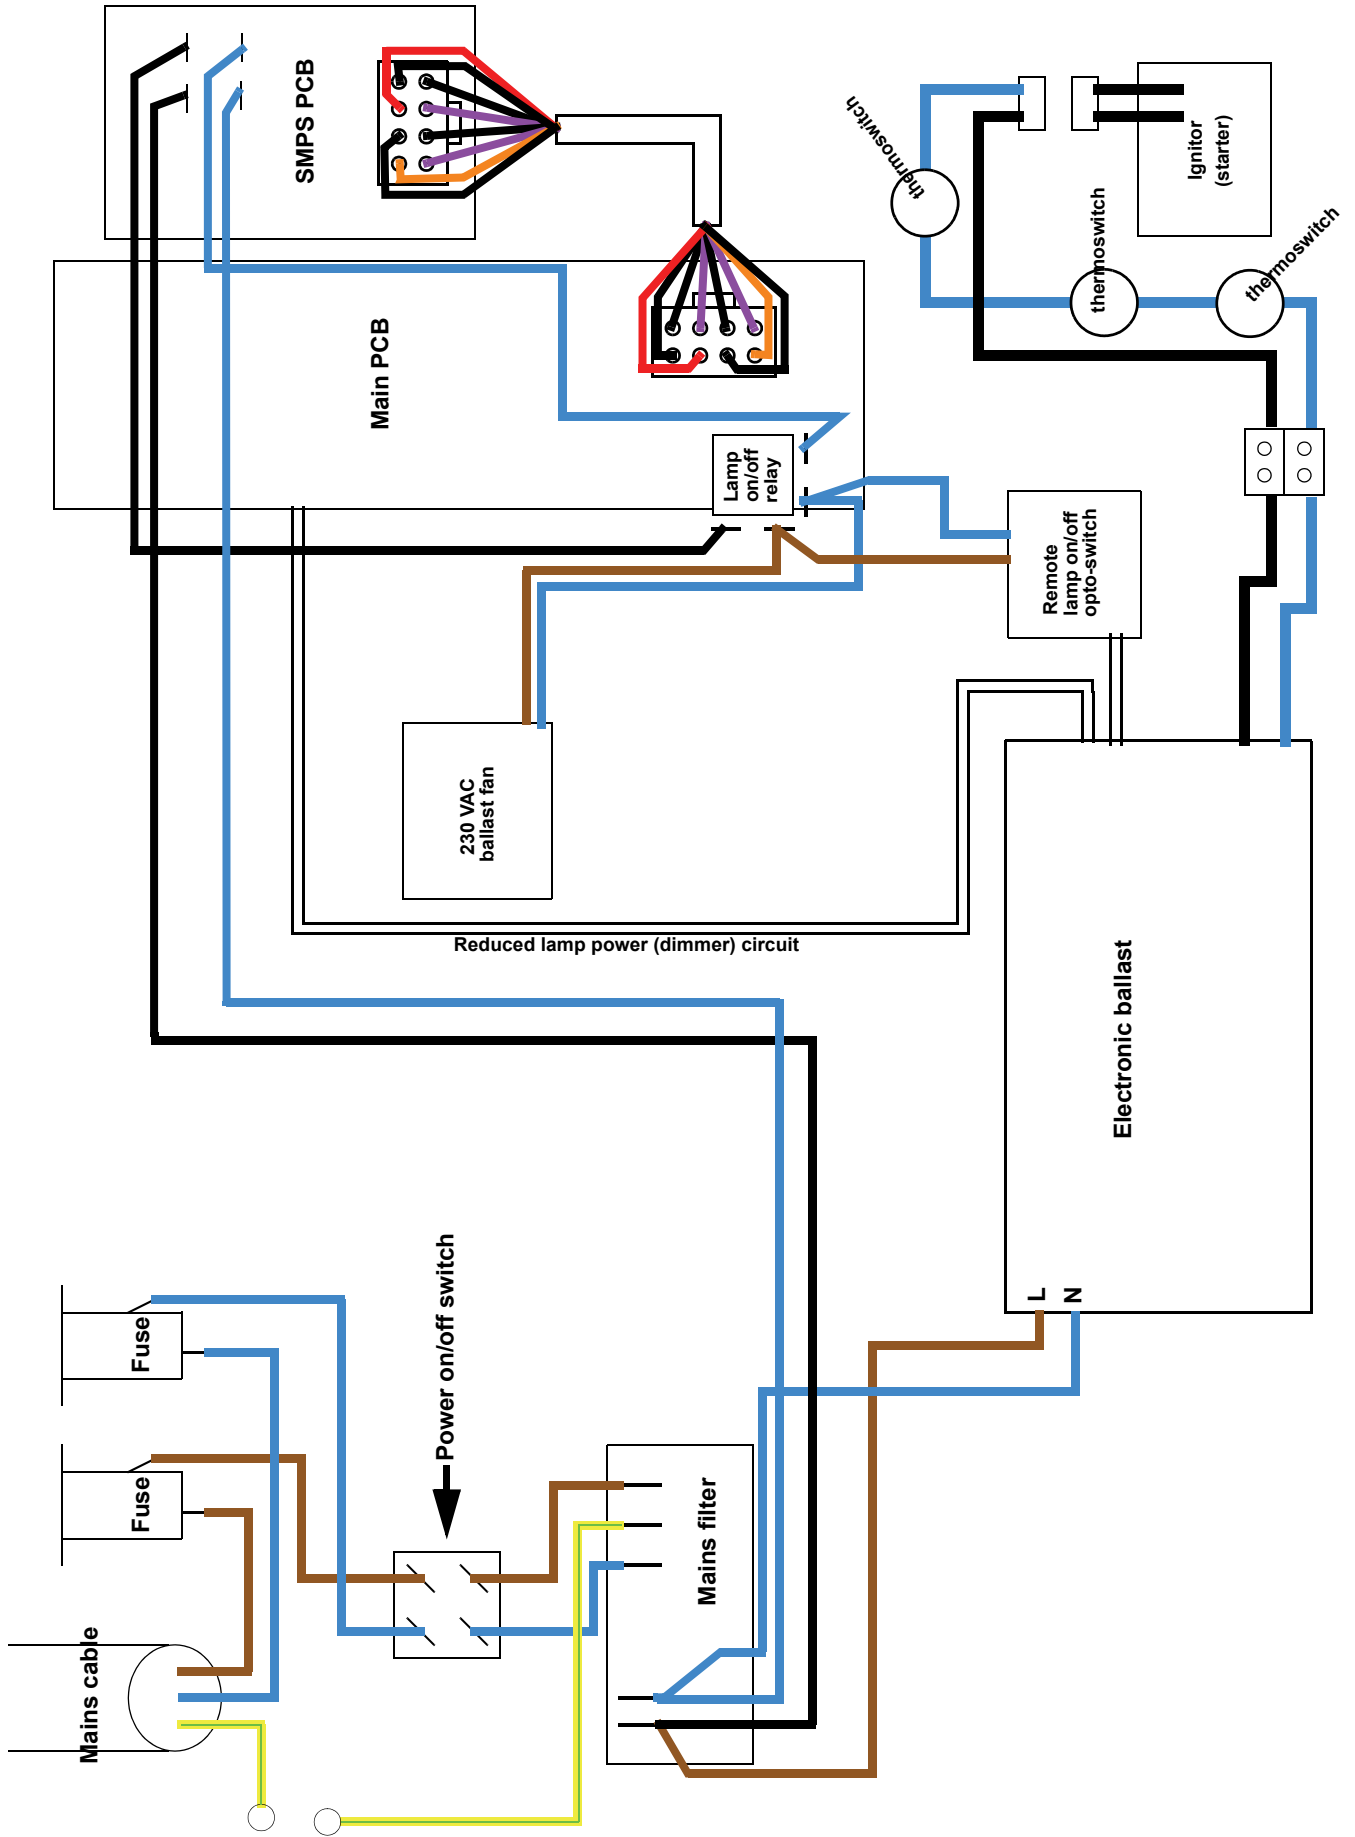 SMPS PCB
Main PCB
thermoswitch
thermoswitch
thermoswitch
Ignitor
(starter)
Lamp
on/off
relay
Remote
lamp on/off
opto-switch
230 VAC
ballast fan
Reduced lamp power (dimmer) circuit
Electronic ballast
L
N
Fuse
Fuse
Power on/off switch
Mains filter
Mains cable